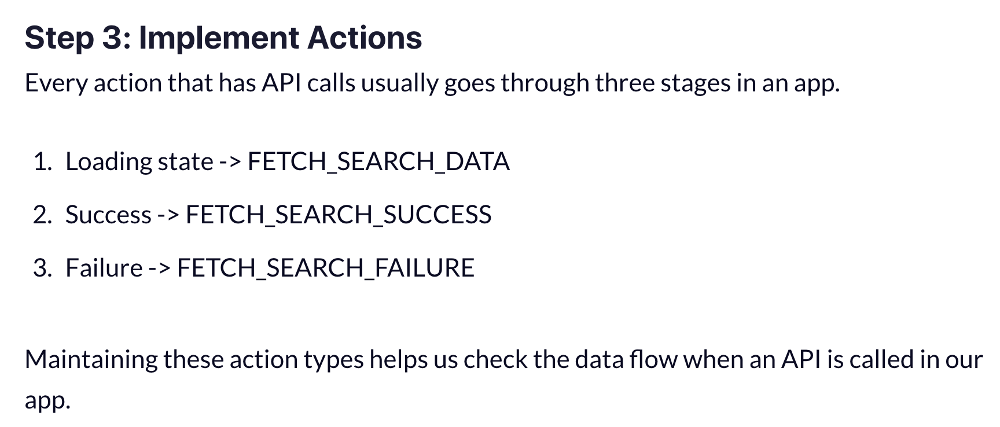 Step 3: Implement Actions
Every action that has API calls usually goes through three stages in an app.
1. Loading state -> FETCH_SEARCH_DATA
2. Success -> FETCH_SEARCH_SUCCESS
3. Failure -> FETCH_SEARCH_FAILURE
Maintaining these action types helps us check the data flow when an API is called in our
app.